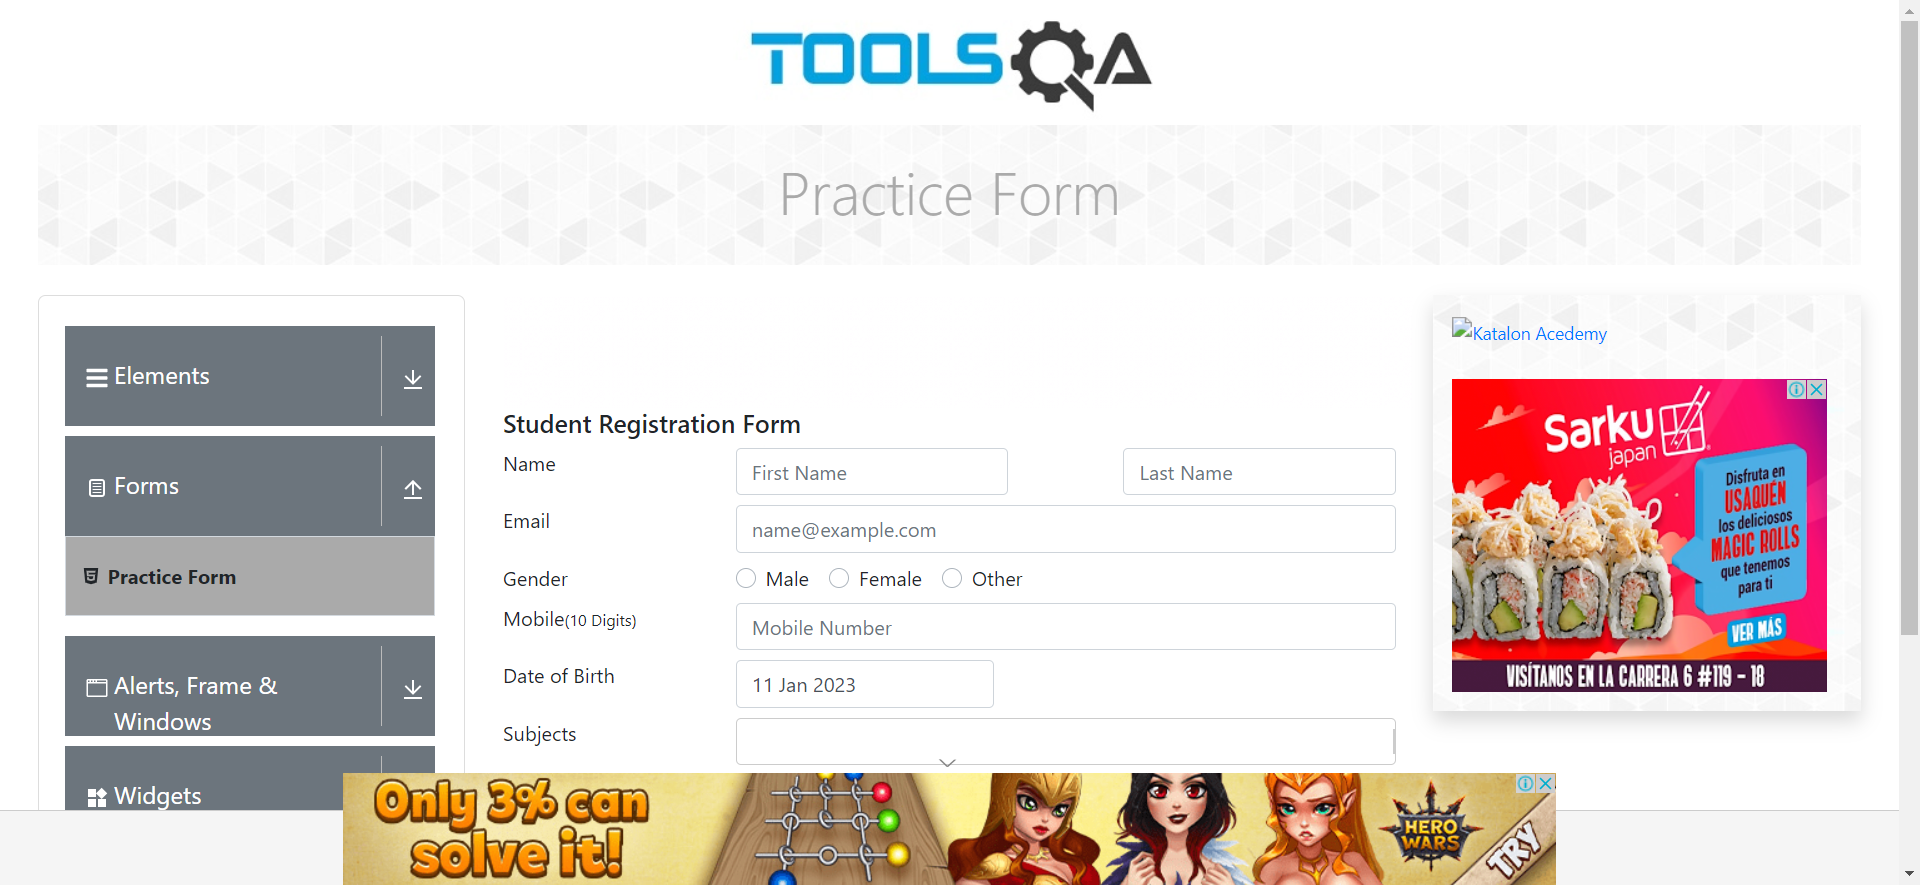 TOOLSQA
Practice Form
Elements
Forms
Practice Form
Alerts, Frame &
Windows
Widgets
Student Registration Form
Name
First Name
Last Name
Email
name@example.com
Gender
Male
Female
Other
Mobile(10 Digits)
Mobile Number
Date of Birth
11 Jan 2023
Subjects
Katalon Acedemy
Sarku
japan
Disfruta en
USAQUÉN
los deliciosos
MAGIC ROLLS
que tenemos
para ti
VER MÁS
VISÍTANOS EN LA CARRERA 6 #119 - 18
Only 3% can
solve it!
HERO
WARS
TRY